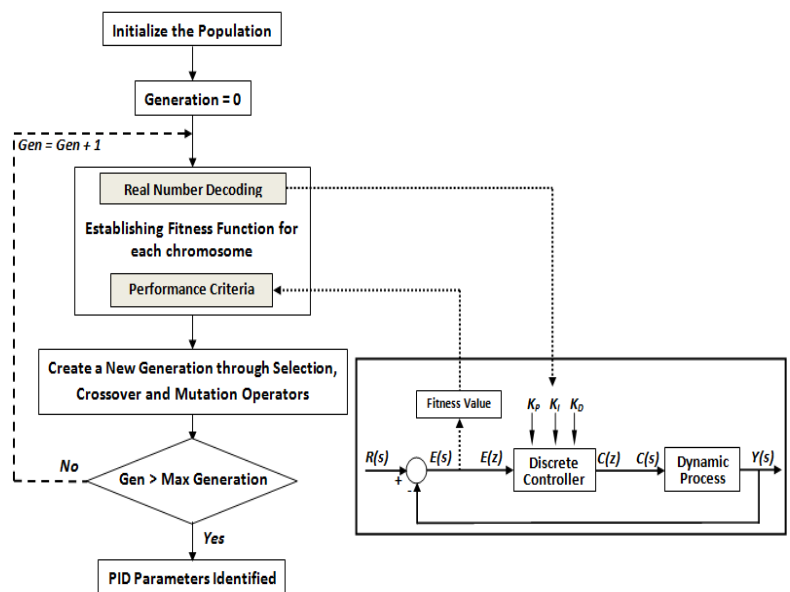 Initialize the Population
Generation = 0
Gen = Gen + 1
Real Number Decoding
Establishing Fitness Function for
each chromosome
Performance Criteria
Create a New Generation through Selection,
Crossover and Mutation Operators
Gen > Max Generation
No
Yes
PID Parameters Identified
Fitness Value
KP KI KD
R(s) + - E(s) E(z)
Discrete
Controller
C(z) C(s)
Dynamic
Process
Y(s)